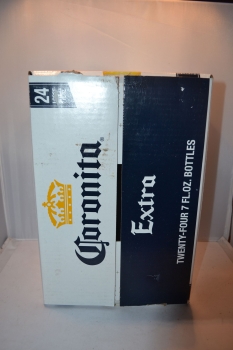 24
Coronita
Extra
TWENTY-FOUR 7 FL.OZ. BOTTLES